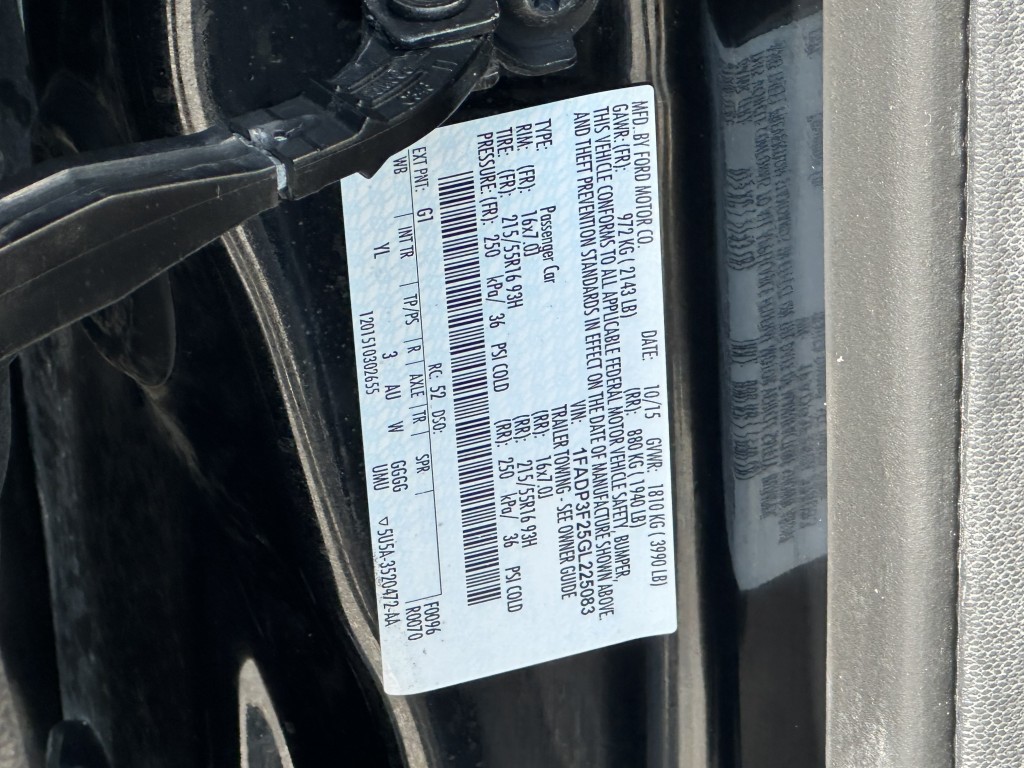 MFD. BY FORD MOTOR CO.
DATE: 10/15 GVWR: 1810 KG ( 3990 LB)
GAWR: (FR): 972 KG ( 2143 LB) (RR): 880 KG ( 1940 LB)
THIS VEHICLE CONFORMS TO ALL APPLICABLE FEDERAL MOTOR VEHICLE SAFETY, BUMPER,
AND THEFT PREVENTION STANDARDS IN EFFECT ON THE DATE OF MANUFACTURE SHOWN ABOVE.
VIN: 1FADP3F25GL225083
TYPE: Passenger Car TRAILER TOWING - SEE OWNER GUIDE
RIM: (FR): 16x7.0J (RR): 16x7.0J
TIRE: (FR): 215/55R16 93H (RR): 215/55R16 93H
PRESSURE: (FR): 250 kPa/ 36 PSI COLD (RR): 250 kPa/ 36 PSI COLD
EXT PNT: G1 RC: 52 DSO: F0096
WB | INTTR | TP/PS | R | AXLE | TR | SPR | R0070
YL 3 AU W GGGG
UNU
1201510302655 ▽5U5A-3520472-AA